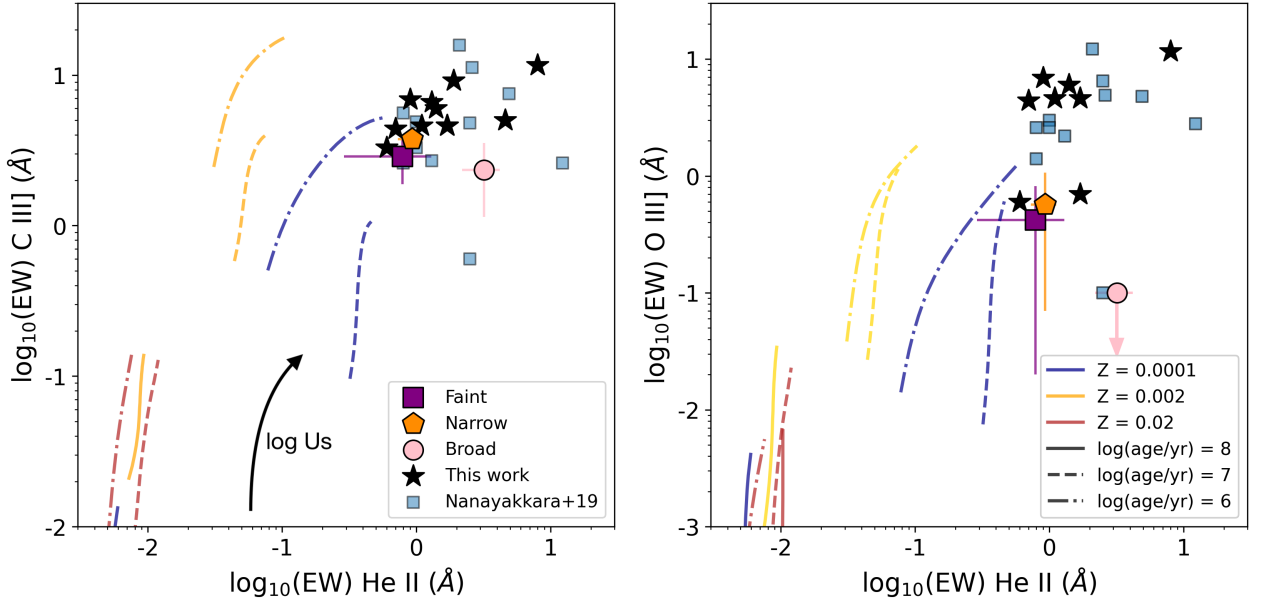 log10(EW) C III] (Å)
1
0
-1
-2
log Us
Faint
Narrow
Broad
This work
Nanayakkara+19
-2
-1
0
1
log10(EW) He II (Å)
log10(EW) O III] (Å)
1
0
-1
-2
-3
Z = 0.0001
Z = 0.002
Z = 0.02
log(age/yr) = 8
log(age/yr) = 7
log(age/yr) = 6
-2
-1
0
1
log10(EW) He II (Å)